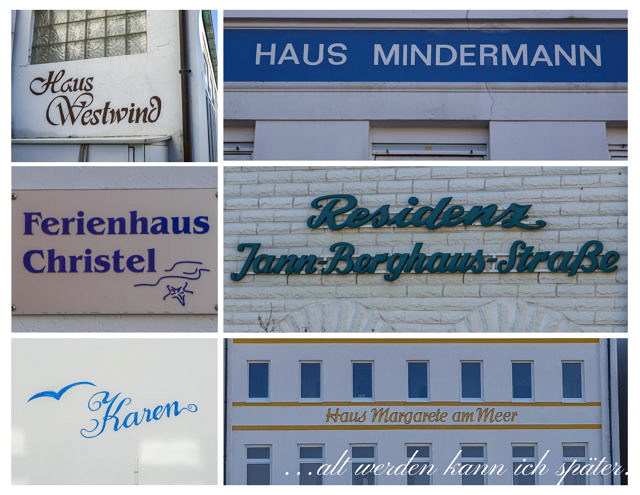 Haus
Westwind
HAUS MINDERMANN
Ferienhaus
Christel
Residenz
Jann-Berghaus-Straße
Karen
Haus Margarete am Meer
...alt werden kann ich später.